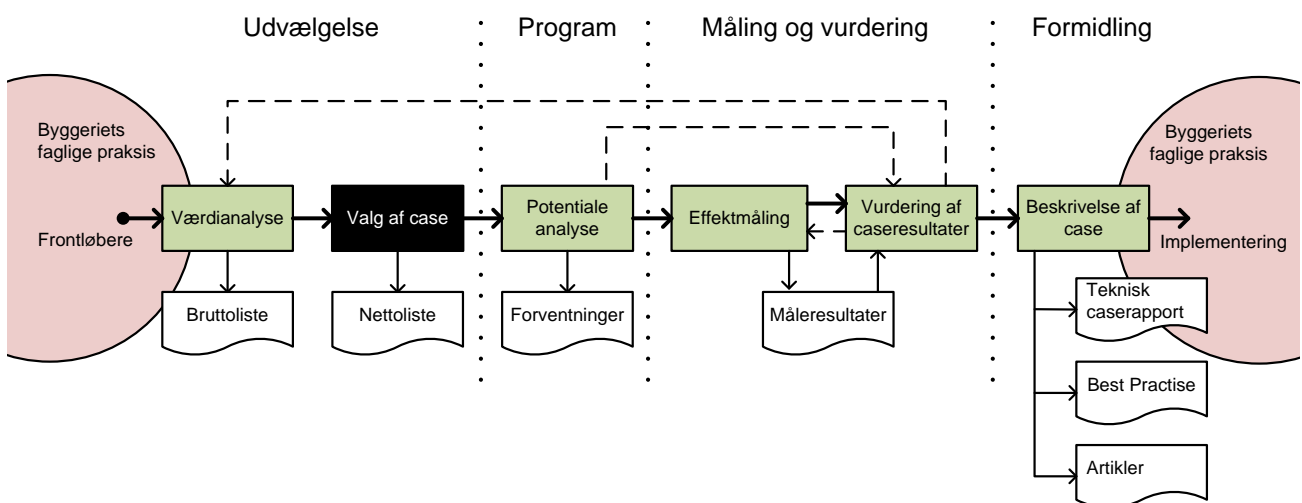 Udvælgelse
Program
Måling og vurdering
Formidling
Byggeriets
faglige praksis
Frontløbere
Værdianalyse
Valg af case
Potentiale
analyse
Effektmåling
Vurdering af
caseresultater
Beskrivelse af
case
Byggeriets
faglige praksis
Implementering
Bruttoliste
Nettoliste
Forventninger
Måleresultater
Teknisk
caserapport
Best Practise
Artikler